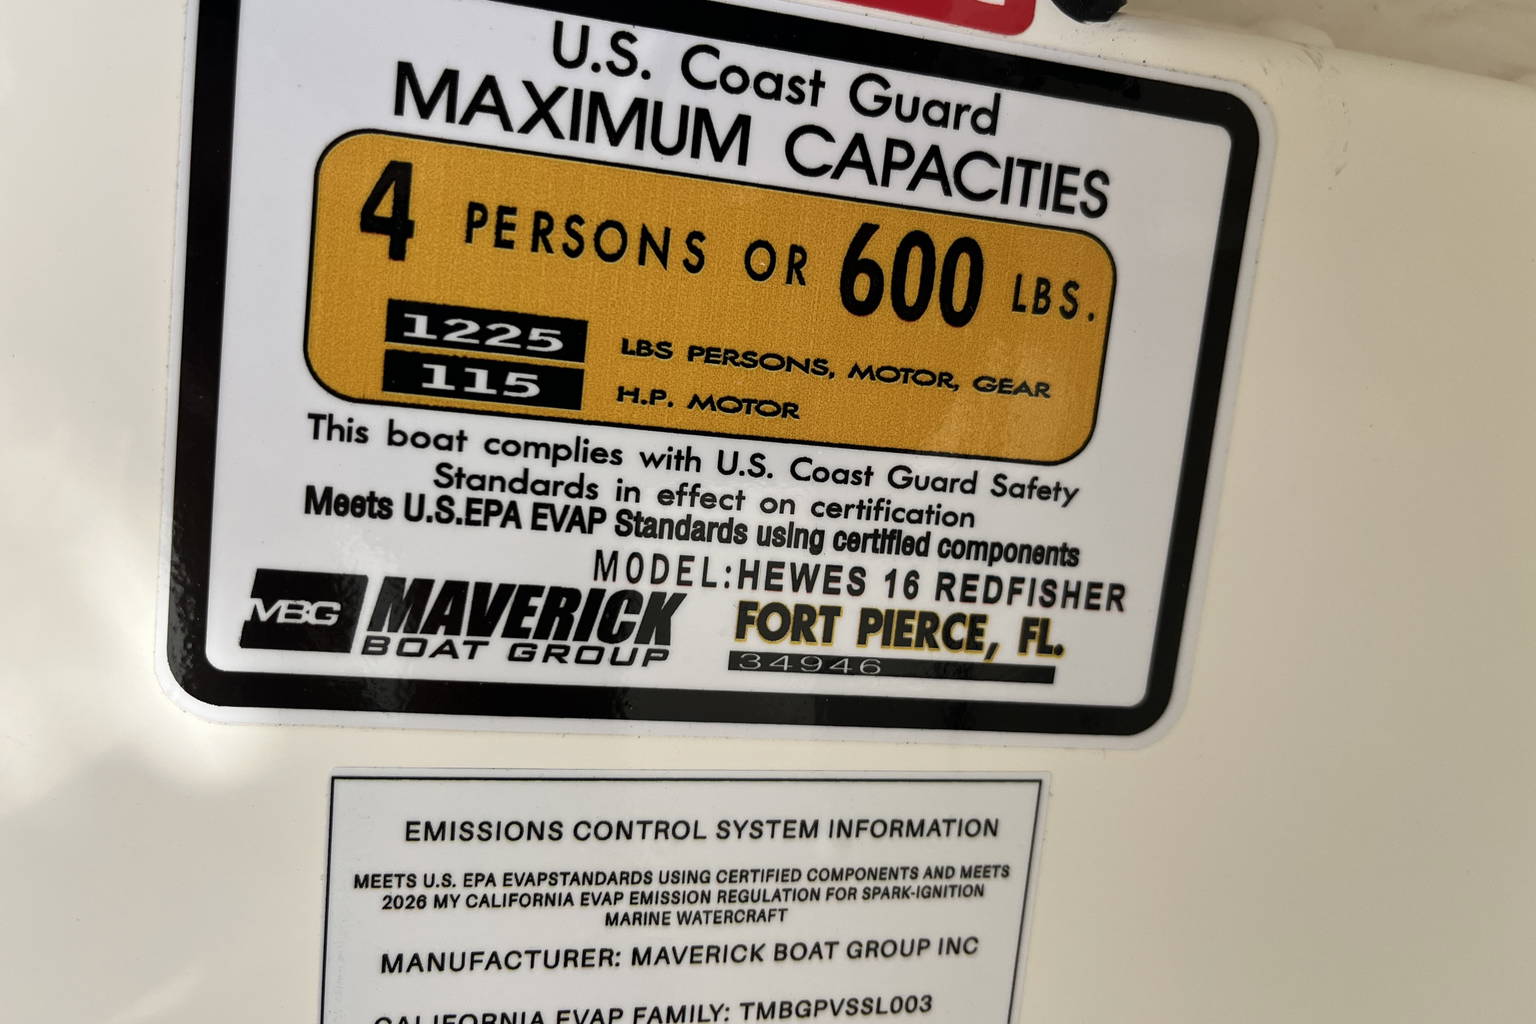 U.S. Coast Guard
MAXIMUM CAPACITIES
4 PERSONS OR 600 LBS.
1225 LBS PERSONS, MOTOR, GEAR
115 H.P. MOTOR
This boat complies with U.S. Coast Guard Safety
Standards in effect on certification
Meets U.S.EPA EVAP Standards using certified components
MODEL:HEWES 16 REDFISHER
MBG MAVERICK
BOAT GROUP
FORT PIERCE, FL.
34946
EMISSIONS CONTROL SYSTEM INFORMATION
MEETS U.S. EPA EVAPSTANDARDS USING CERTIFIED COMPONENTS AND MEETS
2026 MY CALIFORNIA EVAP EMISSION REGULATION FOR SPARK-IGNITION
MARINE WATERCRAFT
MANUFACTURER: MAVERICK BOAT GROUP INC
CALIFORNIA EVAP FAMILY: TMBGPVSSL003